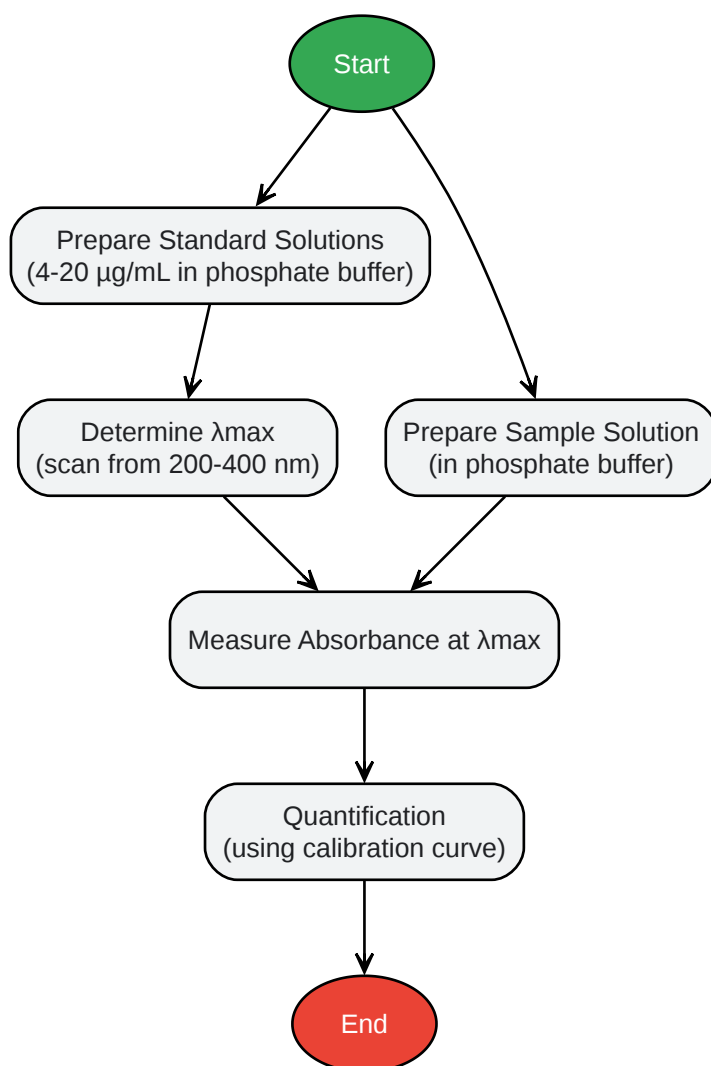 Start
Prepare Standard Solutions
(4-20 µg/mL in phosphate buffer)
Determine λmax
(scan from 200-400 nm)
Prepare Sample Solution
(in phosphate buffer)
Measure Absorbance at λmax
Quantification
(using calibration curve)
End